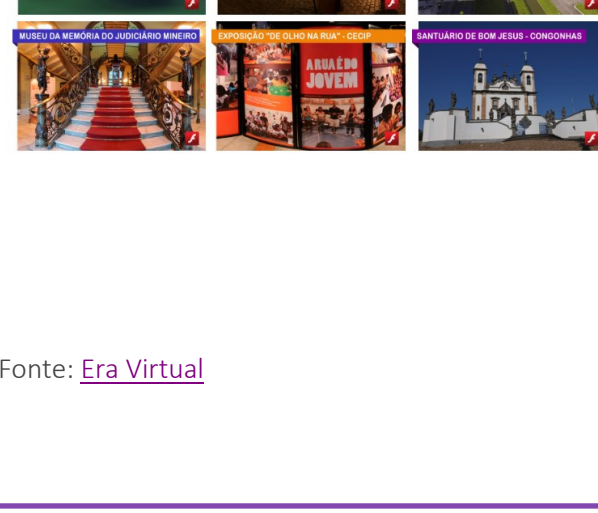 MUSEU DA MEMÓRIA DO JUDICIÁRIO MINEIRO
EXPOSIÇÃO "DE OLHO NA RUA" - CECIP
SANTUÁRIO DE BOM JESUS - CONGONHAS
A RUA É DO
JOVEM
Fonte: Era Virtual